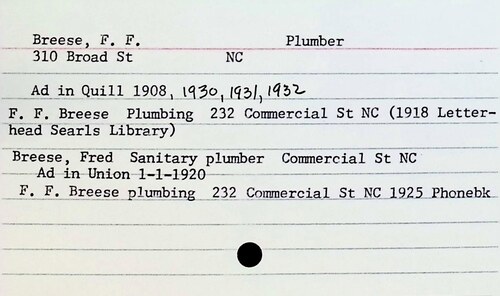 Breese, F. F. Plumber
310 Broad St NC
Ad in Quill 1908, 1930, 1931, 1932
F. F. Breese Plumbing 232 Commercial St NC (1918 Letter-
head Searls Library)
Breese, Fred Sanitary plumber Commercial St NC
Ad in Union 1-1-1920
F. F. Breese plumbing 232 Commercial St NC 1925 Phonebk